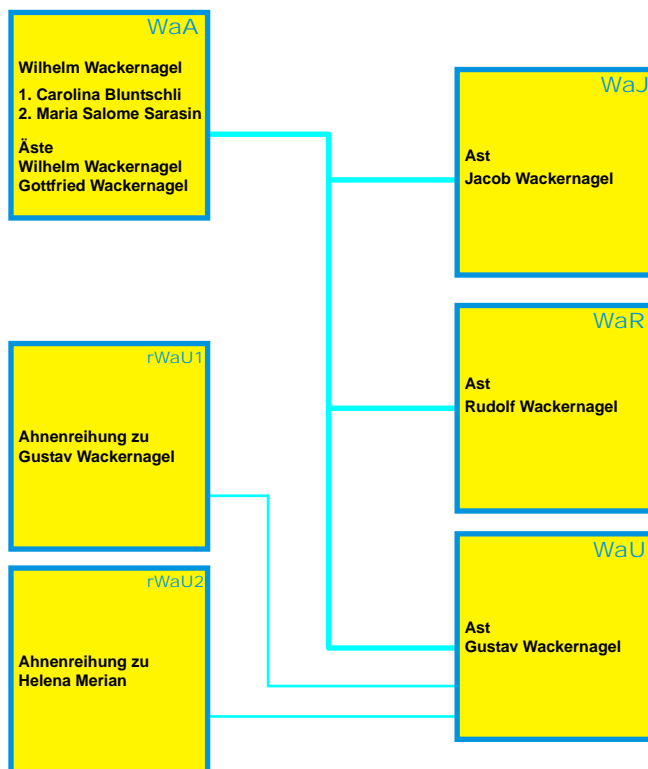 WaA
Wilhelm Wackernagel
1. Carolina Bluntschli
2. Maria Salome Sarasin
Äste
Wilhelm Wackernagel
Gottfried Wackernagel
WaJ
Ast
Jacob Wackernagel
WaR
Ast
Rudolf Wackernagel
rWaU1
Ahnenreihung zu
Gustav Wackernagel
WaU
Ast
Gustav Wackernagel
rWaU2
Ahnenreihung zu
Helena Merian